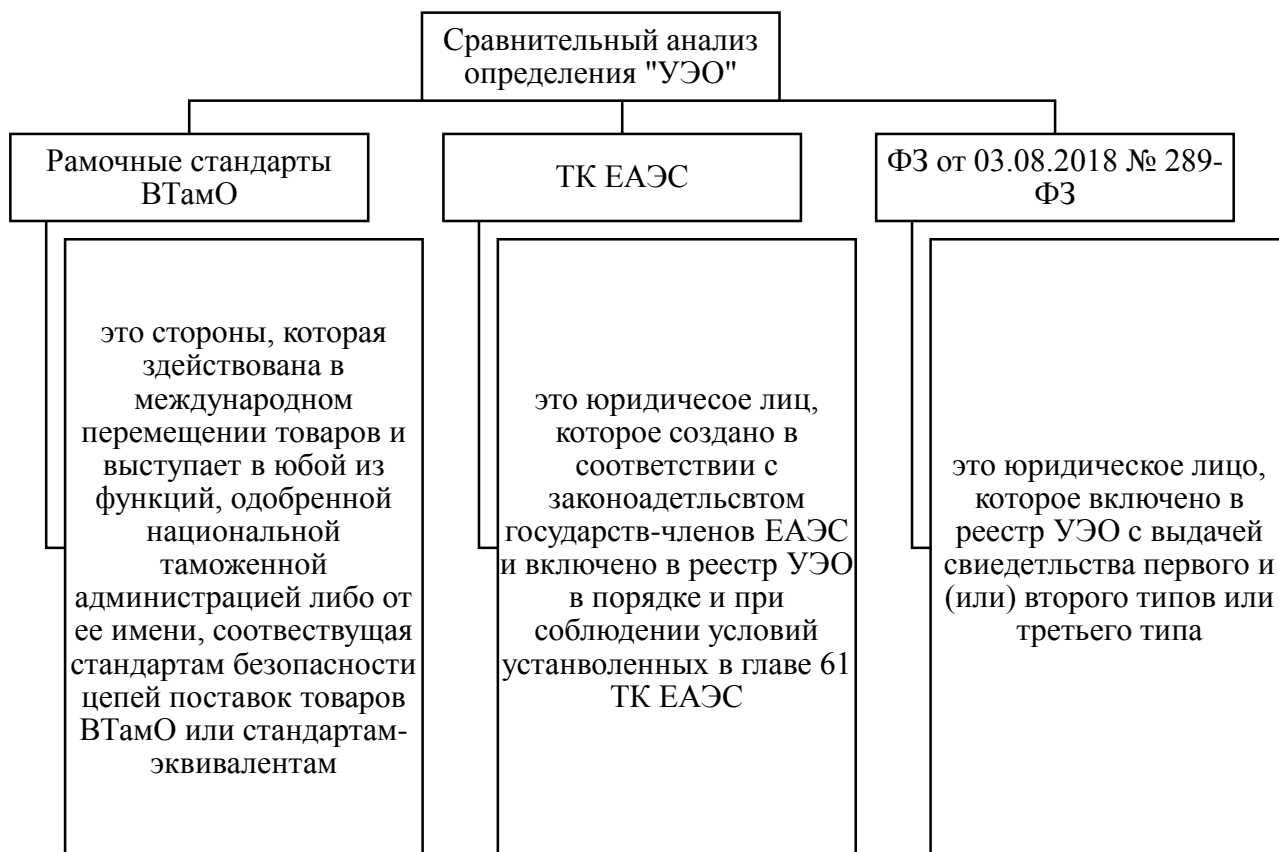 Сравнительный анализ
определения "УЭО"
Рамочные стандарты
ВТамО
это стороны, которая
здействована в
международном
перемещении товаров и
выступает в юбой из
функций, одобренной
национальной
таможенной
администрацией либо от
ее имени, соотвествущая
стандартам безопасности
цепей поставок товаров
ВТамО или стандартам-
эквивалентам
ТК ЕАЭС
это юридичесое лиц,
которое создано в
соответствии с
законоадетльсвтом
государств-членов ЕАЭС
и включено в реестр УЭО
в порядке и при
соблюдении условий
устанволенных в главе 61
ТК ЕАЭС
ФЗ от 03.08.2018 № 289-
ФЗ
это юридическое лицо,
которое включено в
реестр УЭО с выдачей
свиедетльства первого и
(или) второго типов или
третьего типа